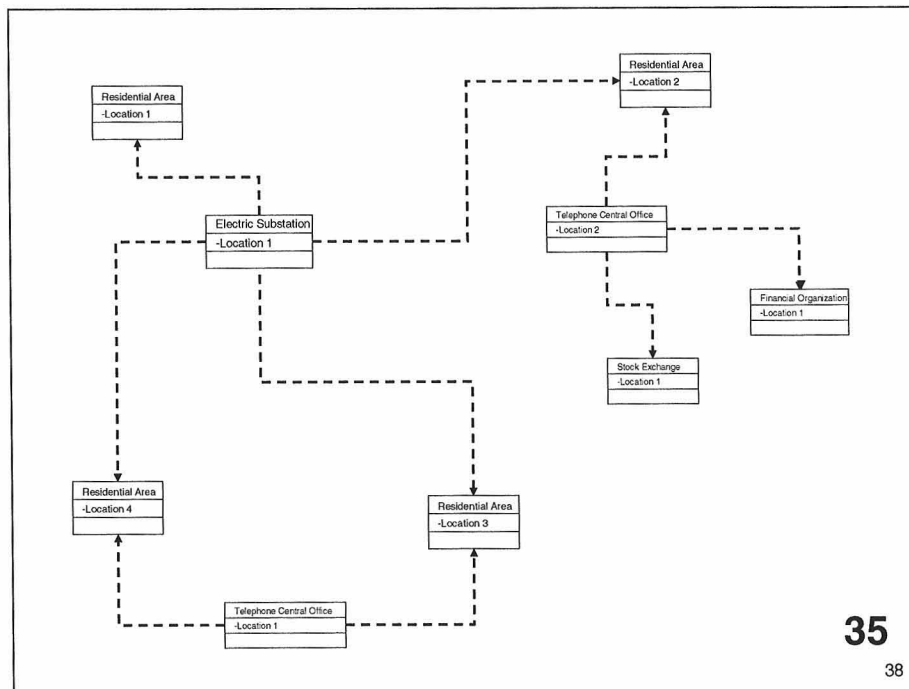 Residential Area
-Location 2
Residential Area
-Location 1
Telephone Central Office
-Location 2
Electric Substation
-Location 1
Financial Organization
-Location 1
Stock Exchange
-Location 1
Residential Area
-Location 4
Residential Area
-Location 3
Telephone Central Office
-Location 1
35
38